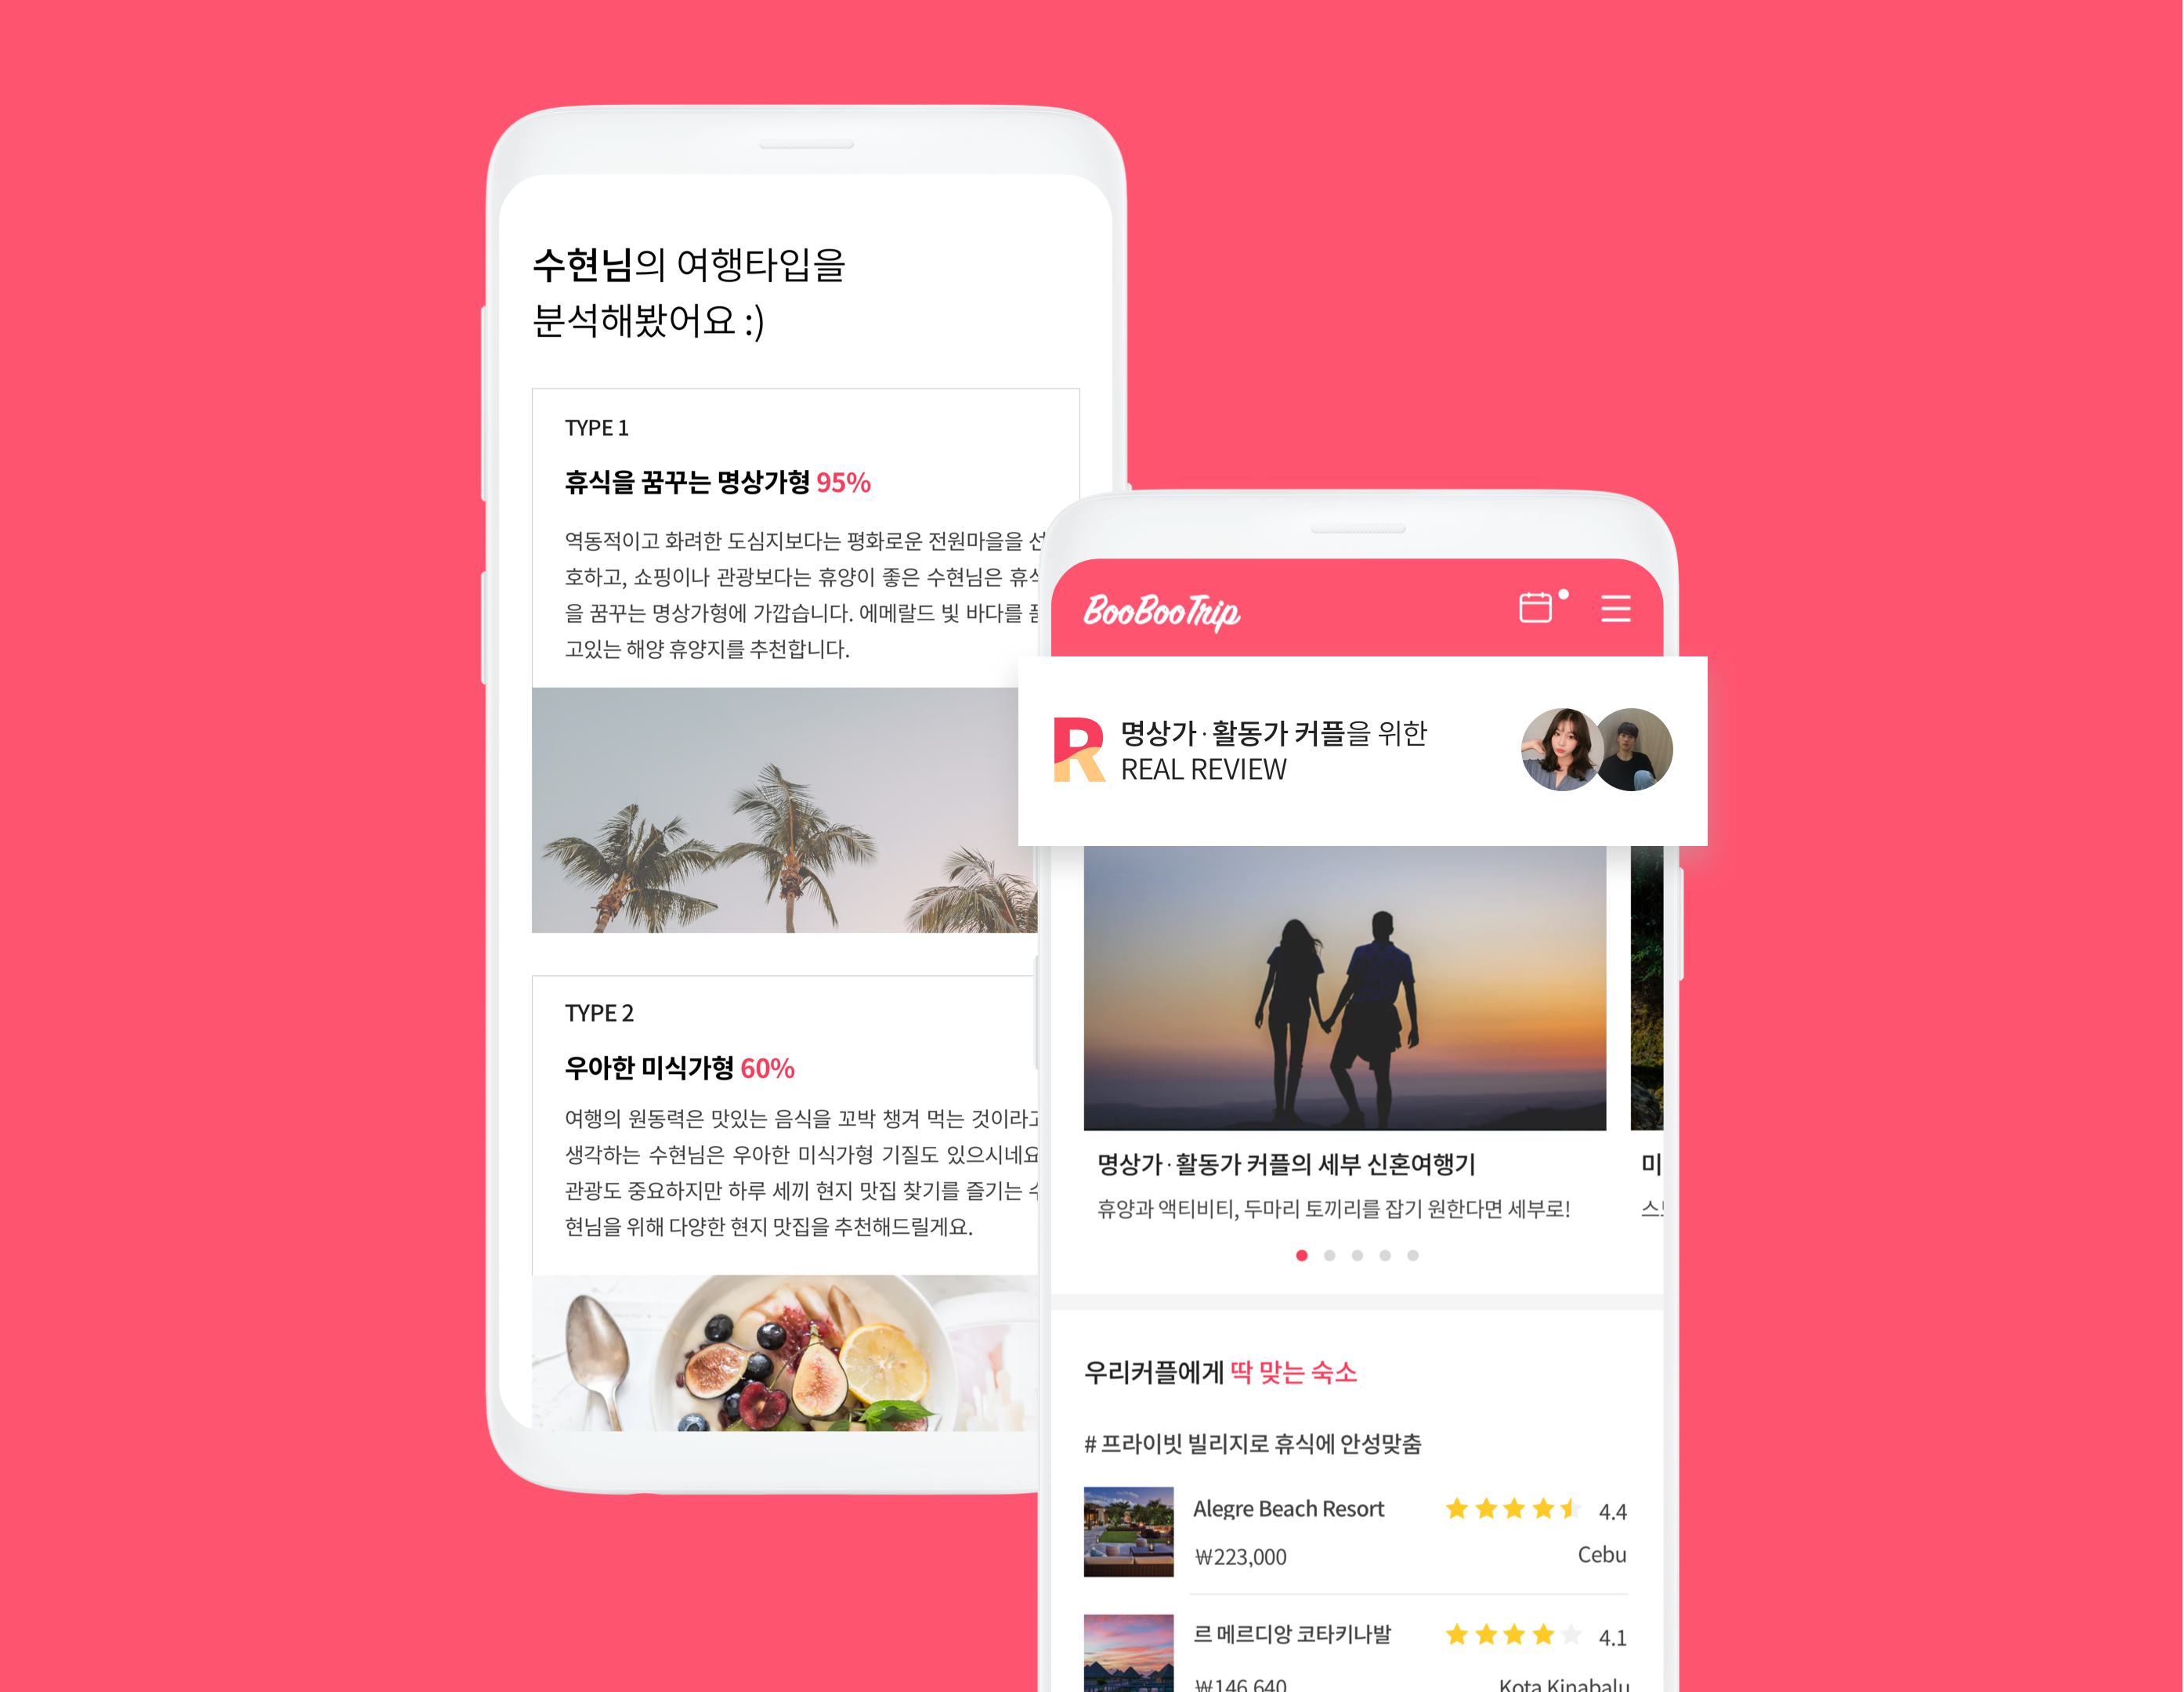 수현님의 여행타입을
분석해봤어요 :)
TYPE 1
휴식을 꿈꾸는 명상가형 95%
역동적이고 화려한 도심지보다는 평화로운 전원마을을 선
호하고, 쇼핑이나 관광보다는 휴양이 좋은 수현님은 휴식
을 꿈꾸는 명상가형에 가깝습니다. 에메랄드 빛 바다를 품
고있는 해양 휴양지를 추천합니다.
TYPE 2
우아한 미식가형 60%
여행의 원동력은 맛있는 음식을 꼬박 챙겨 먹는 것이라고
생각하는 수현님은 우아한 미식가형 기질도 있으시네요
관광도 중요하지만 하루 세끼 현지 맛집 찾기를 즐기는 수
현님을 위해 다양한 현지 맛집을 추천해드릴게요.
BooBooTrip
R 명상가·활동가 커플을 위한
REAL REVIEW
명상가·활동가 커플의 세부 신혼여행기
미
휴양과 액티비티, 두마리 토끼리를 잡기 원한다면 세부로!
우리커플에게 딱 맞는 숙소
# 프라이빗 빌리지로 휴식에 안성맞춤
Alegre Beach Resort 4.4
₩223,000 Cebu
르 메르디앙 코타키나발 4.1
₩146,640 Kota Kinabalu